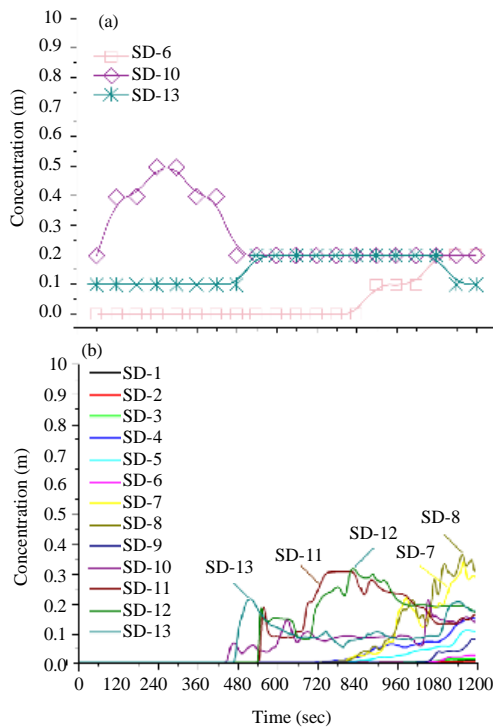 (a)
SD-6
SD-10
SD-13
Concentration (m)
10
0.9
0.8
0.7
0.6
0.5
0.4
0.3
0.2
0.1
0.0
(b)
SD-1
SD-2
SD-3
SD-4
SD-5
SD-6
SD-7
SD-8
SD-9
SD-10
SD-11
SD-12
SD-13
Concentration (m)
10
0.9
0.8
0.7
0.6
0.5
0.4
0.3
0.2
0.1
0.0
SD-13
SD-11
SD-12
SD-7
SD-8
0 120 240 360 480 600 720 840 960 1080 1200
Time (sec)